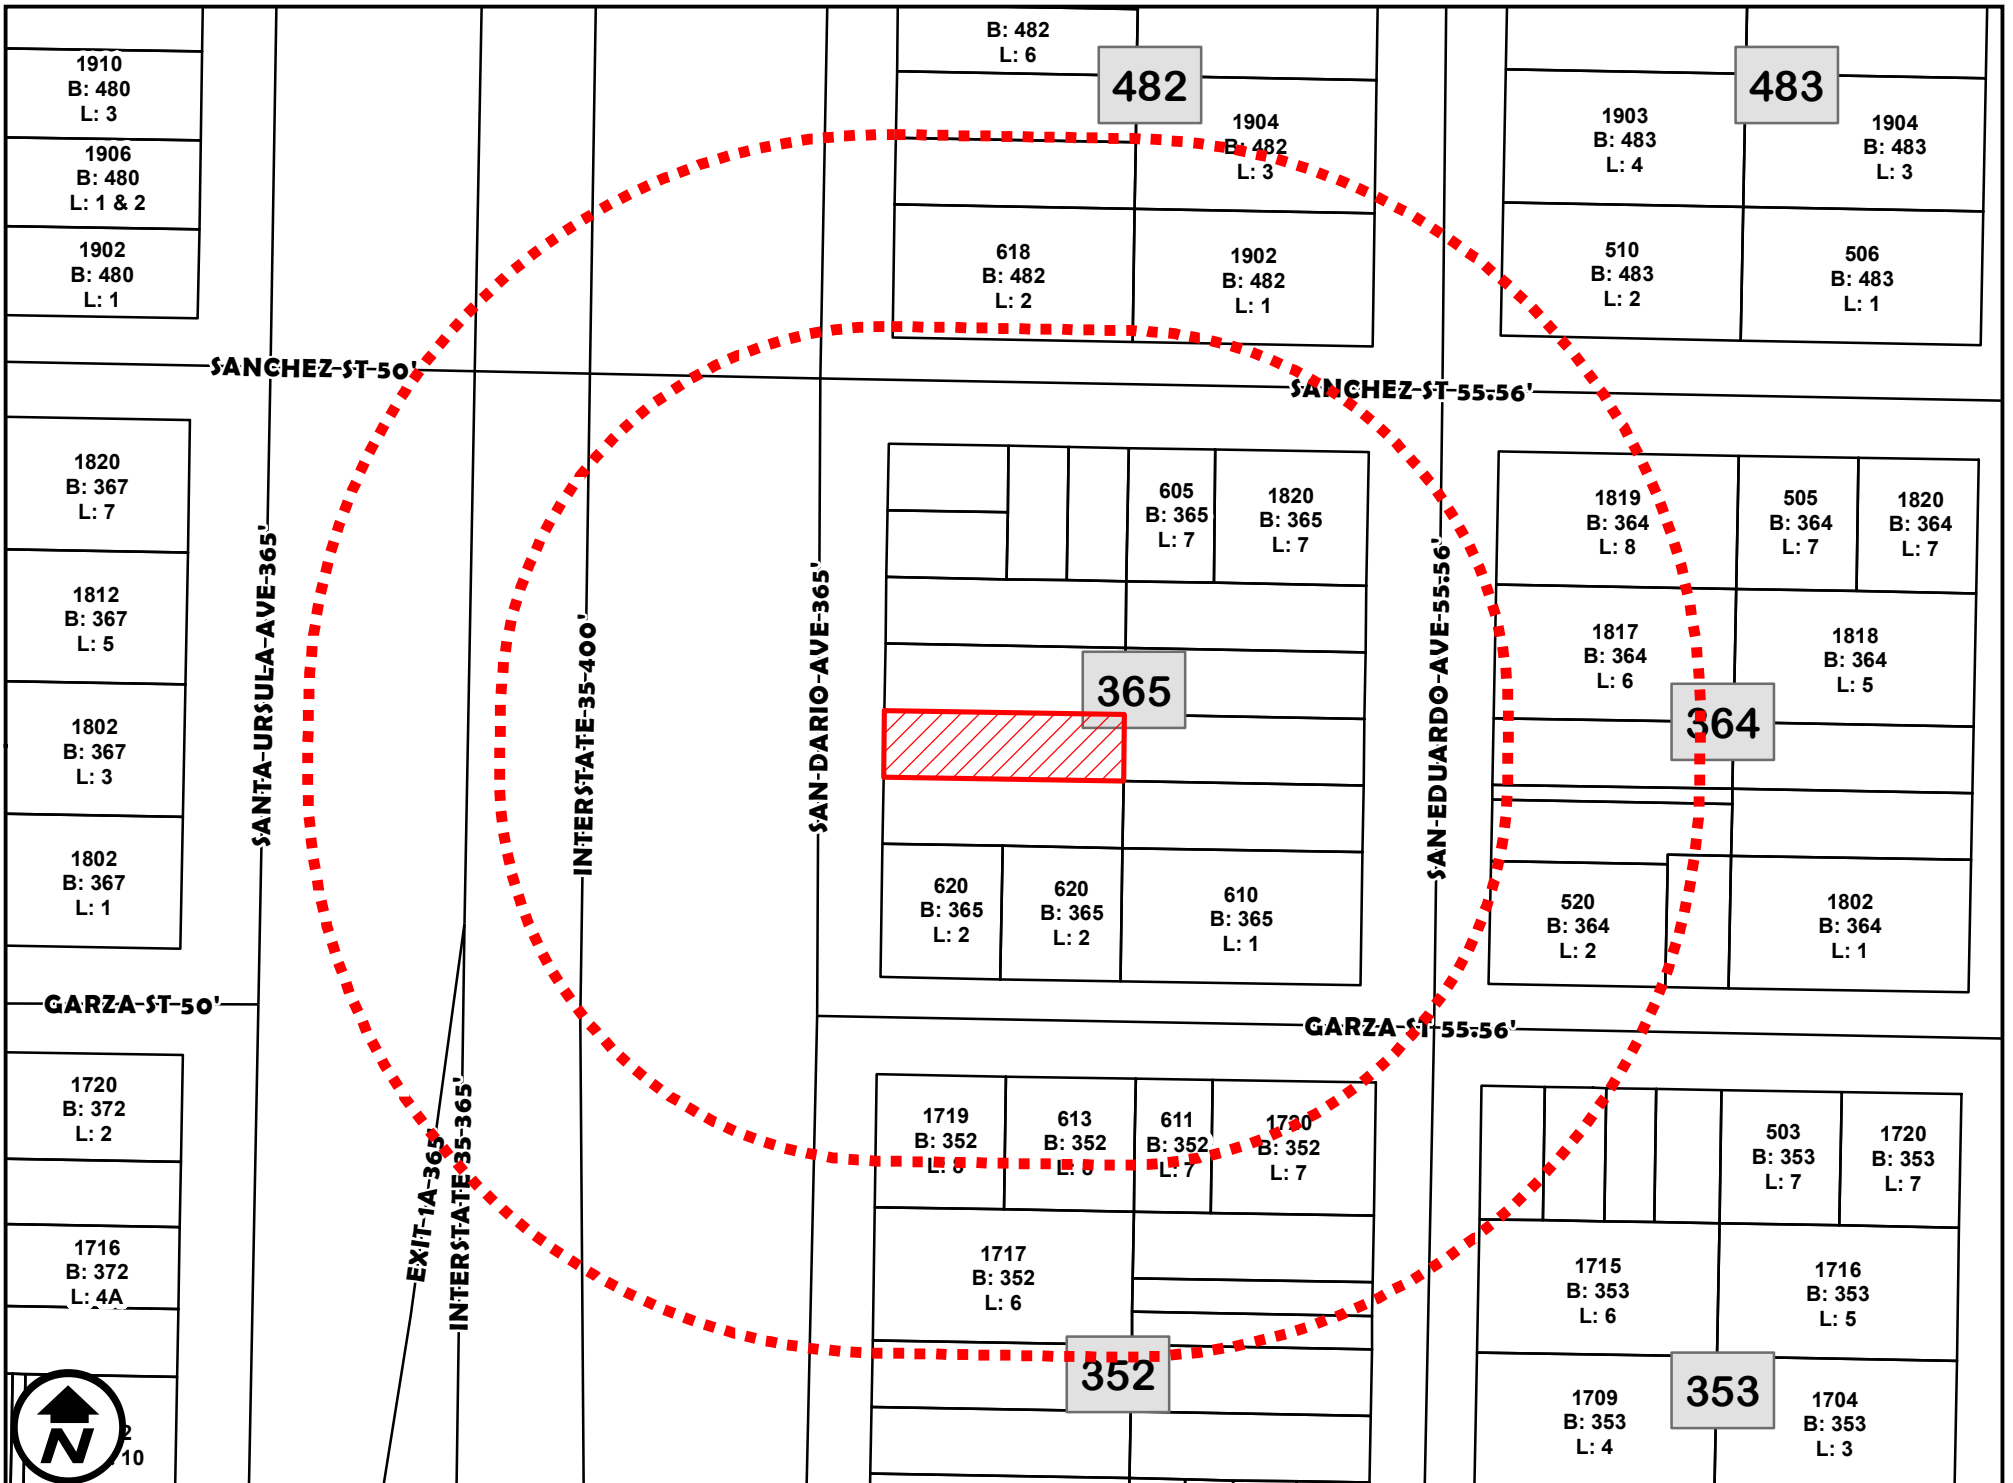 B: 482
L: 6
482
483
1910
B: 480
L: 3
1906
B: 480
L: 1 & 2
1902
B: 480
L: 1
1904
B: 482
L: 3
1903
B: 483
L: 4
1904
B: 483
L: 3
618
B: 482
L: 2
1902
B: 482
L: 1
510
B: 483
L: 2
506
B: 483
L: 1
SANCHEZ ST 50'
SANCHEZ ST 55.56'
1820
B: 367
L: 7
605
B: 365
L: 7
1820
B: 365
L: 7
1819
B: 364
L: 8
505
B: 364
L: 7
1820
B: 364
L: 7
1812
B: 367
L: 5
1817
B: 364
L: 6
1818
B: 364
L: 5
SANTA URSULA AVE 365'
INTERSTATE 35 400'
SAN DARIO AVE 365'
SAN EDUARDO AVE 55.56'
365
364
1802
B: 367
L: 3
1802
B: 367
L: 1
620
B: 365
L: 2
620
B: 365
L: 2
610
B: 365
L: 1
520
B: 364
L: 2
1802
B: 364
L: 1
GARZA ST 50'
GARZA ST 55.56'
1720
B: 372
L: 2
1719
B: 352
L: 8
613
B: 352
L: 8
611
B: 352
L: 7
1720
B: 352
L: 7
503
B: 353
L: 7
1720
B: 353
L: 7
EXIT 1A 365'
INTERSTATE 35 365'
1716
B: 372
L: 4A
1717
B: 352
L: 6
1715
B: 353
L: 6
1716
B: 353
L: 5
352
353
1709
B: 353
L: 4
1704
B: 353
L: 3
2
10
N